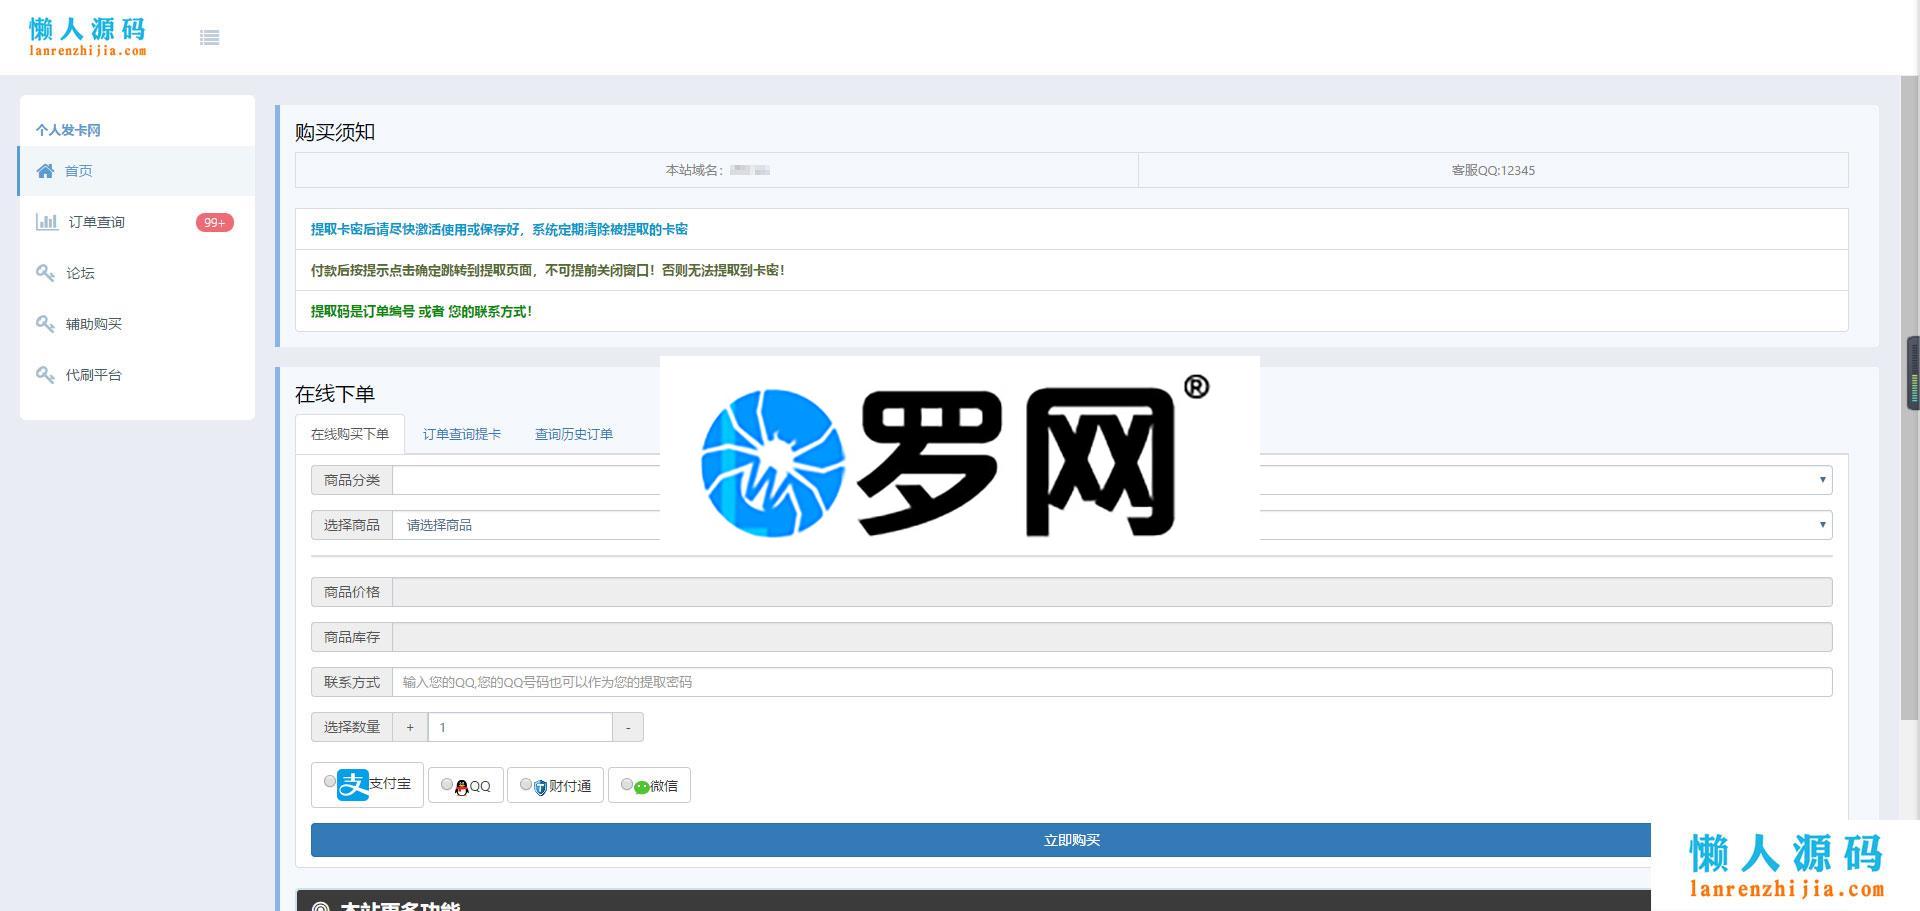 懒人源码
lanrenzhijia.com
个人发卡网
首页
订单查询 99+
论坛
辅助购买
代刷平台
购买须知
本站域名: 客服QQ:12345
提取卡密后请尽快激活使用或保存好，系统定期清除被提取的卡密
付款后按提示点击确定跳转到提取页面，不可提前关闭窗口！否则无法提取到卡密！
提取码是订单编号 或者 您的联系方式！
在线下单
在线购买下单 订单查询提卡 查询历史订单
罗网®
商品分类
选择商品 请选择商品
商品价格
商品库存
联系方式 输入您的QQ,您的QQ号码也可以作为您的提取密码
选择数量 + 1 -
支 支付宝 QQ 财付通 微信
立即购买
本站更多功能
懒人源码
lanrenzhijia.com